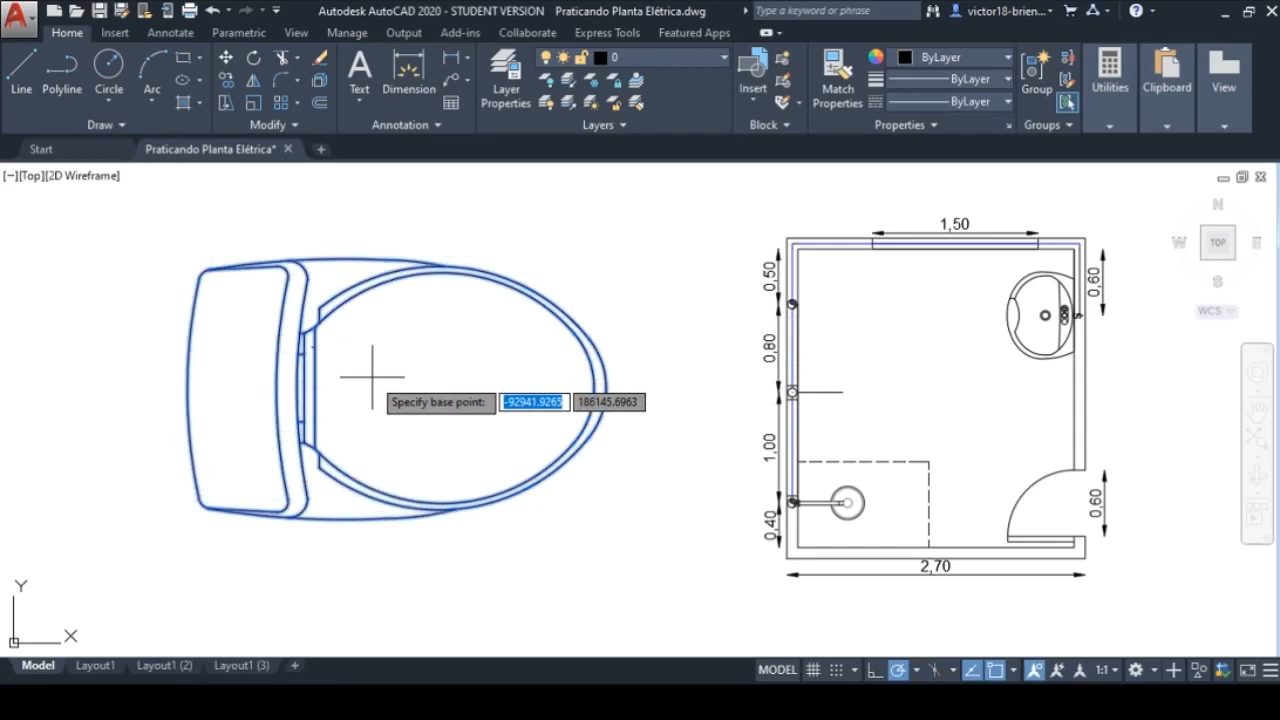 Autodesk AutoCAD 2020 - STUDENT VERSION Praticando Planta Elétrica.dwg Type a keyword or phrase victor18-brien...
Home Insert Annotate Parametric View Manage Output Add-ins Collaborate Express Tools Featured Apps
Line Polyline Circle Arc
Text Dimension
Layer Properties
0
Insert
Match Properties
ByLayer
ByLayer
ByLayer
Group
Utilities Clipboard View
Draw Modify Annotation Layers Block Properties Groups
Start Praticando Planta Elétrica*
[−][Top][2D Wireframe]
N
W TOP E
S
WCS
1,50
0,50
0,60
0,80
1,00
0,60
0,40
2,70
Specify base point: -92941.9265 186145.6963
S
Y
X
Model Layout1 Layout1 (2) Layout1 (3) +
MODEL 1:1